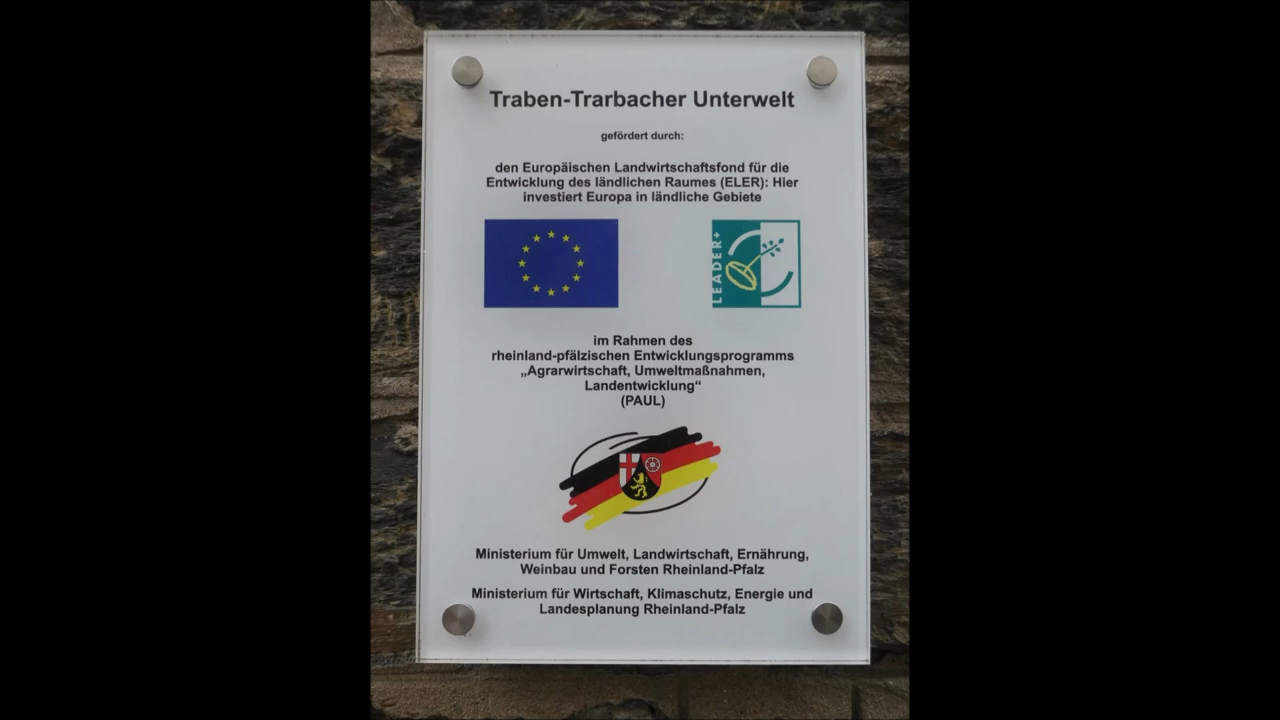 Traben-Trarbacher Unterwelt
gefördert durch:
den Europäischen Landwirtschaftsfond für die
Entwicklung des ländlichen Raumes (ELER): Hier
investiert Europa in ländliche Gebiete
LEADER+
im Rahmen des
rheinland-pfälzischen Entwicklungsprogramms
„Agrarwirtschaft, Umweltmaßnahmen,
Landentwicklung“
(PAUL)
Ministerium für Umwelt, Landwirtschaft, Ernährung,
Weinbau und Forsten Rheinland-Pfalz
Ministerium für Wirtschaft, Klimaschutz, Energie und
Landesplanung Rheinland-Pfalz